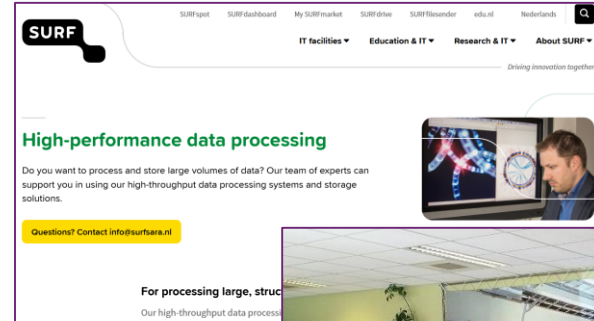 SURFspot SURFdashboard My SURFmarket SURFdrive SURFfilesender edu.nl Nederlands
SURF
IT facilities ▾ Education & IT ▾ Research & IT ▾ About SURF ▾
Driving innovation together
High-performance data processing
Do you want to process and store large volumes of data? Our team of experts can
support you in using our high-throughput data processing systems and storage
solutions.
Questions? Contact info@surfsara.nl
For processing large, struc
Our high-throughput data processi